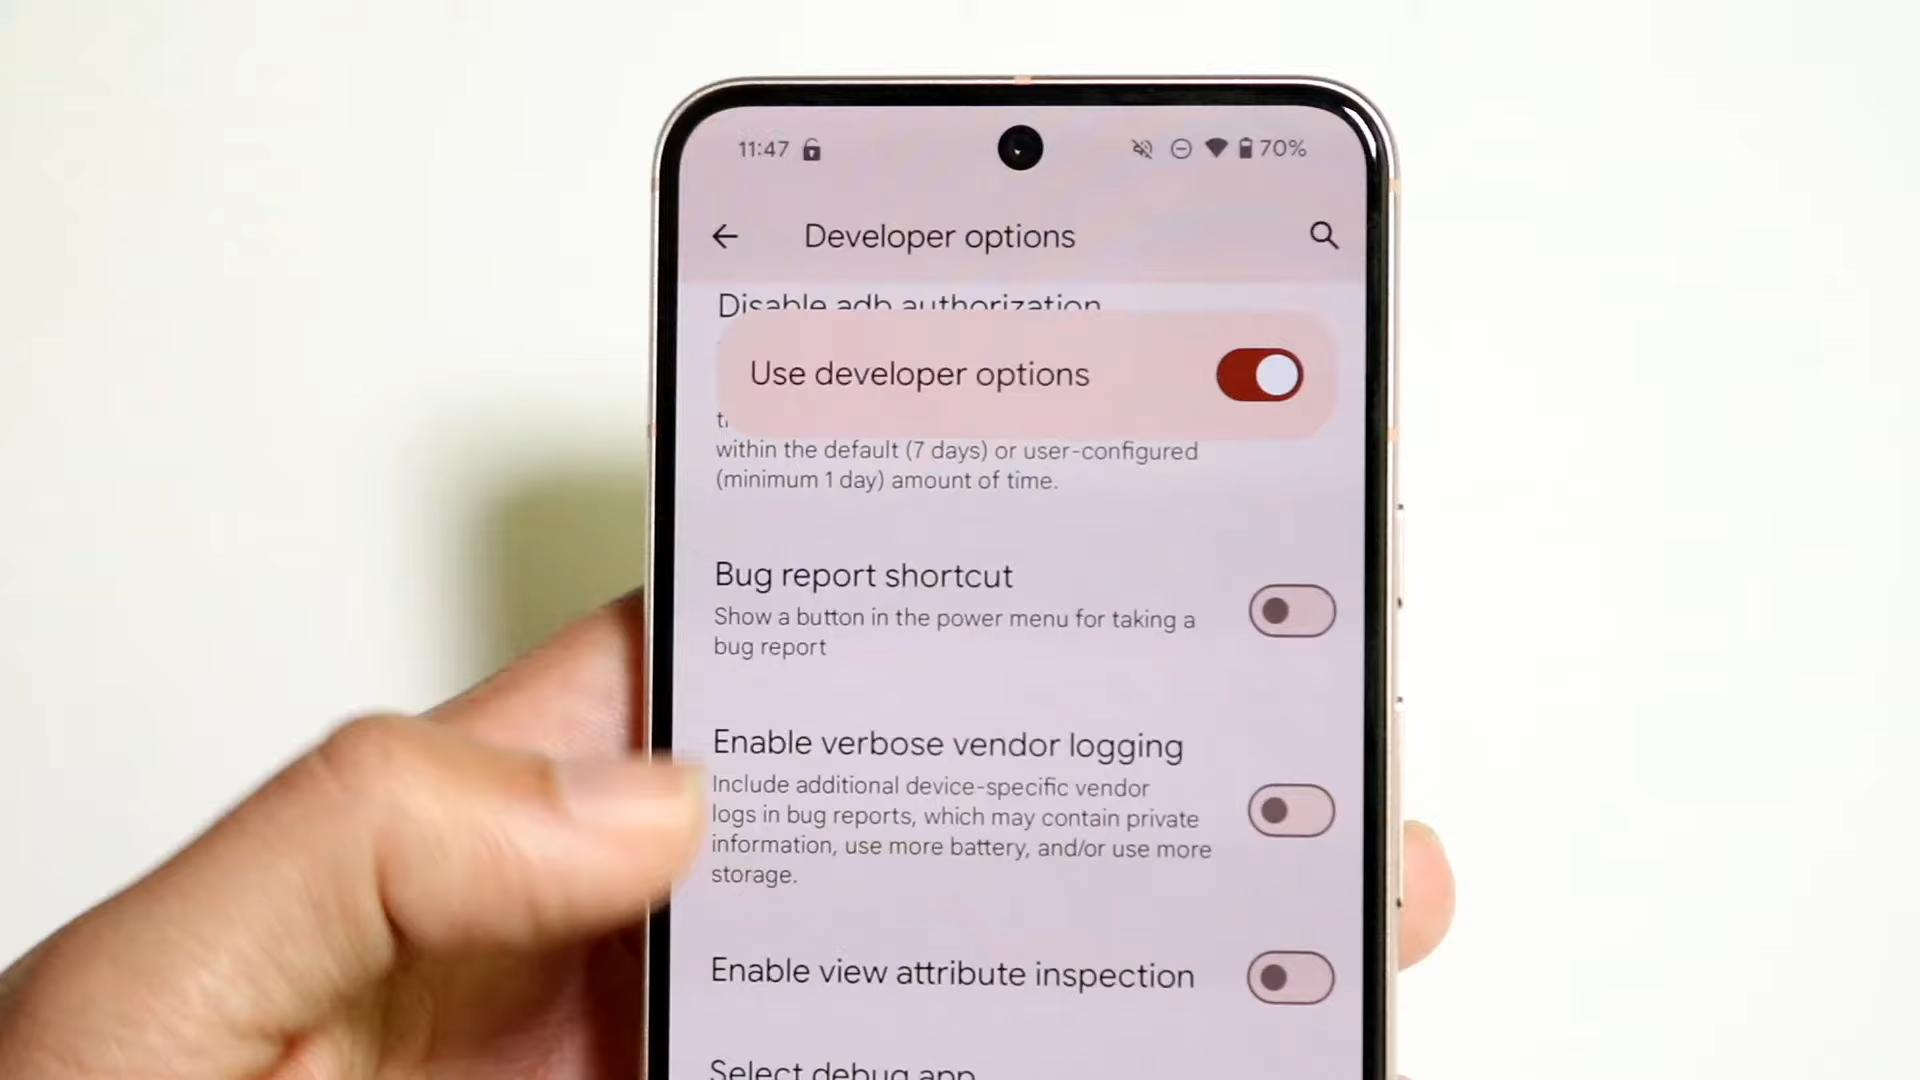 11:47
70%
Developer options
Disable adb authorization
Use developer options
within the default (7 days) or user-configured
(minimum 1 day) amount of time.
Bug report shortcut
Show a button in the power menu for taking a
bug report
Enable verbose vendor logging
Include additional device-specific vendor
logs in bug reports, which may contain private
information, use more battery, and/or use more
storage.
Enable view attribute inspection
Select debug app